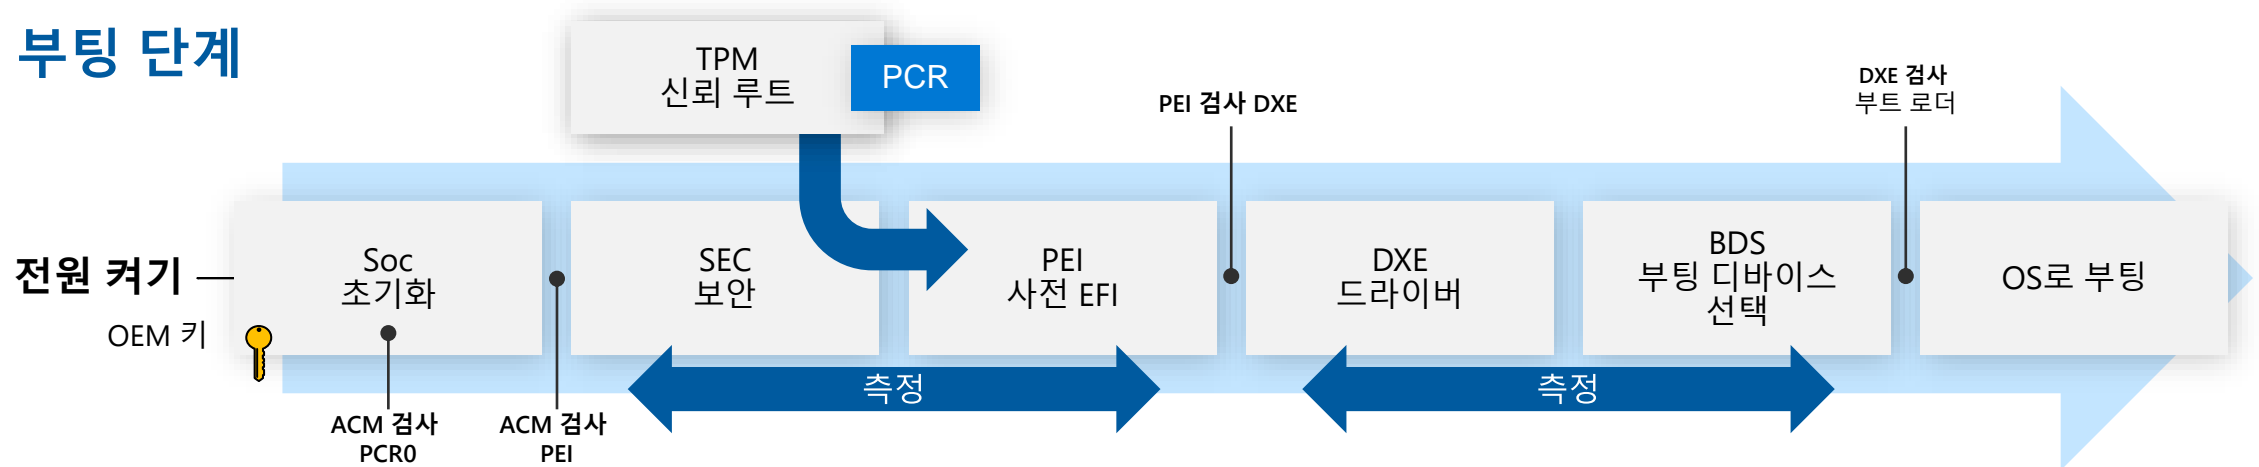 부팅 단계
TPM
신뢰 루트
PCR
PEI 검사 DXE
DXE 검사
부트 로더
전원 켜기
OEM 키
Soc
초기화
SEC
보안
PEI
사전 EFI
DXE
드라이버
BDS
부팅 디바이스
선택
OS로 부팅
측정
측정
ACM 검사
PCR0
ACM 검사
PEI